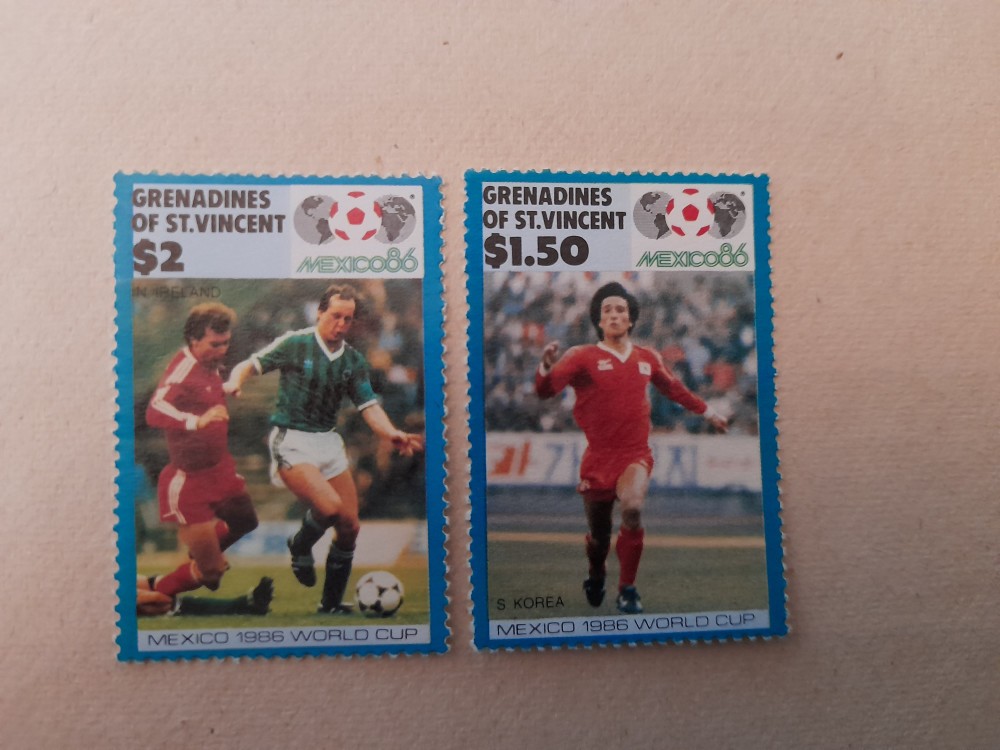 GRENADINES
OF ST.VINCENT
$2
MEXICO86
N IRELAND
MEXICO 1986 WORLD CUP
GRENADINES
OF ST.VINCENT
$1.50
MEXICO86
S KOREA
MEXICO 1986 WORLD CUP